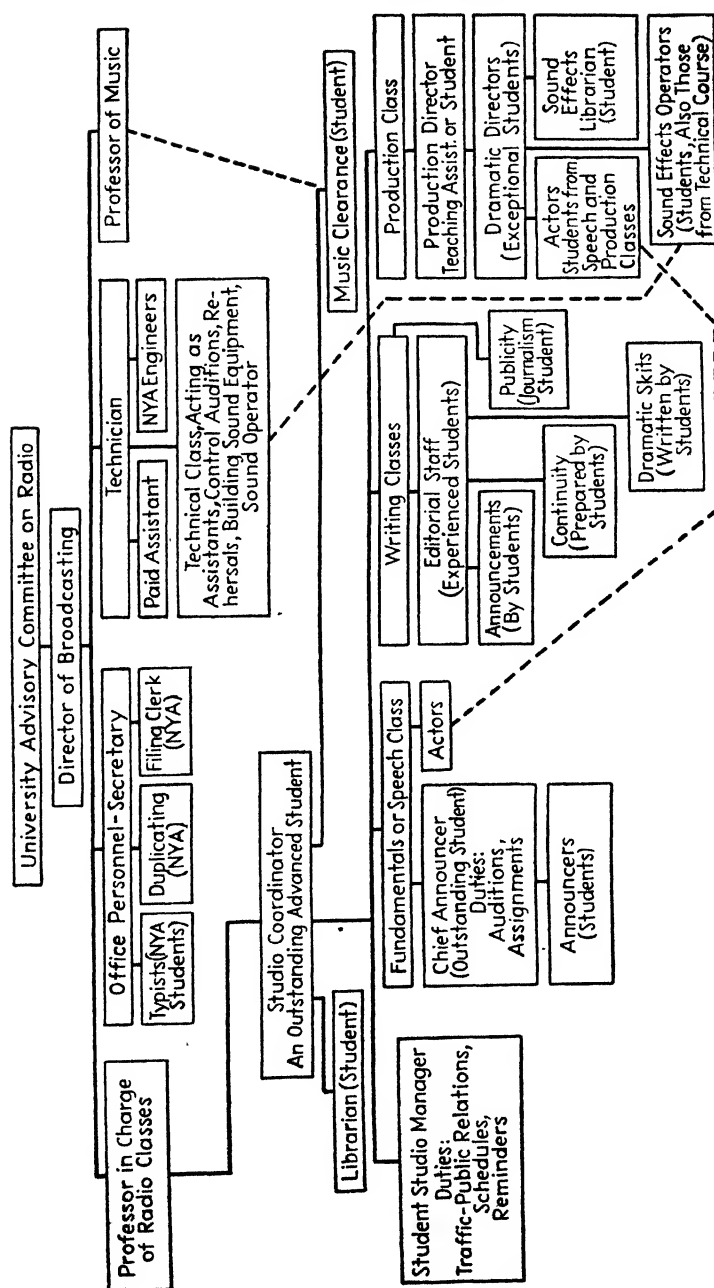 University Advisory Committee on Radio
Director of Broadcasting
Professor in Charge
of Radio Classes
Office Personnel-Secretary
Typists (NYA
Students)
Duplicating
(NYA)
Filing Clerk
(NYA)
Technician
Paid Assistant
NYA Engineers
Technical Class, Acting as
Assistants, Control Auditions, Re-
hersals, Building Sound Equipment,
Sound Operator
Professor of Music
Studio Coordinator
An Outstanding Advanced Student
Librarian (Student)
Music Clearance (Student)
Student Studio Manager
Duties:
Traffic-Public Relations,
Schedules,
Reminders
Fundamentals or Speech Class
Chief Announcer
(Outstanding Student)
Duties:
Auditions,
Assignments
Actors
Announcers
(Students)
Writing Classes
Editorial Staff
(Experienced Students)
Publicity
(Journalism
Student)
Announcements
(By Students)
Continuity
(Prepared by
Students)
Dramatic Skits
(Written by
Students)
Production Class
Production Director
Teaching Assist. or Student
Dramatic Directors
(Exceptional Students)
Actors
Students from
Speech and
Production
Classes
Sound
Effects
Librarian
(Student)
Sound Effects Operators
(Students, Also Those
from Technical Course)